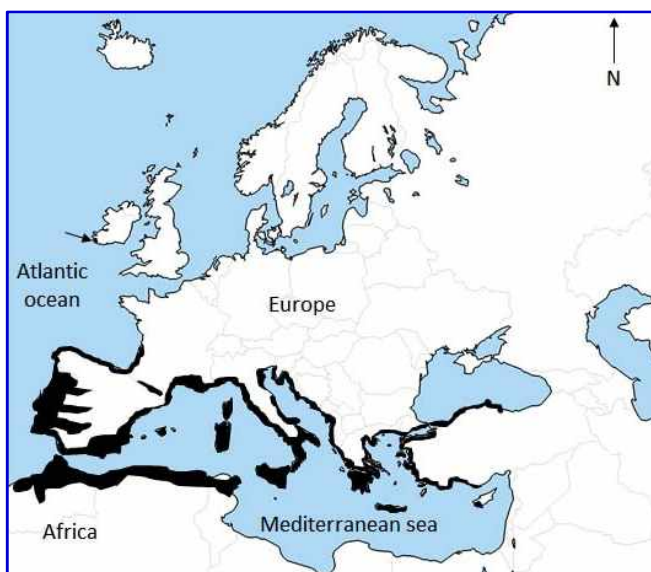 N
Atlantic
ocean
Europe
Mediterranean sea
Africa